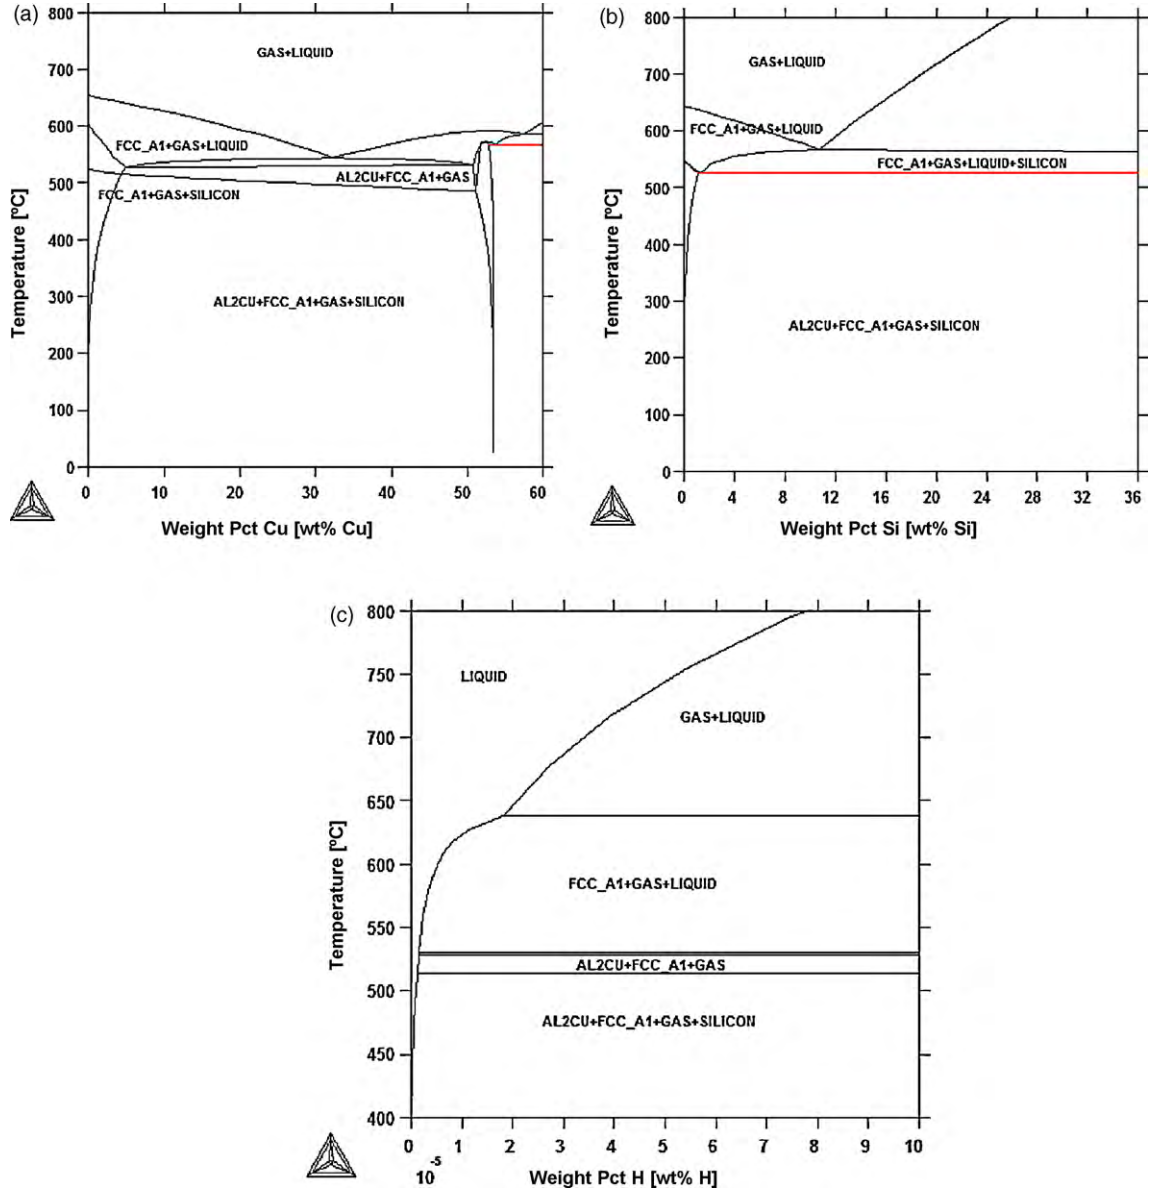 (a)
800
700
600
500
400
300
200
100
0
Temperature [ºC]
GAS+LIQUID
FCC_A1+GAS+LIQUID
AL2CU+FCC_A1+GAS
FCC_A1+GAS+SILICON
AL2CU+FCC_A1+GAS+SILICON
0 10 20 30 40 50 60
Weight Pct Cu [wt% Cu]
(b)
800
700
600
500
400
300
200
100
0
Temperature [ºC]
GAS+LIQUID
FCC_A1+GAS+LIQUID
FCC_A1+GAS+LIQUID+SILICON
AL2CU+FCC_A1+GAS+SILICON
0 4 8 12 16 20 24 28 32 36
Weight Pct Si [wt% Si]
(c)
800
750
700
650
600
550
500
450
400
Temperature [ºC]
LIQUID
GAS+LIQUID
FCC_A1+GAS+LIQUID
AL2CU+FCC_A1+GAS
AL2CU+FCC_A1+GAS+SILICON
0 1 2 3 4 5 6 7 8 9 10
10-5
Weight Pct H [wt% H]